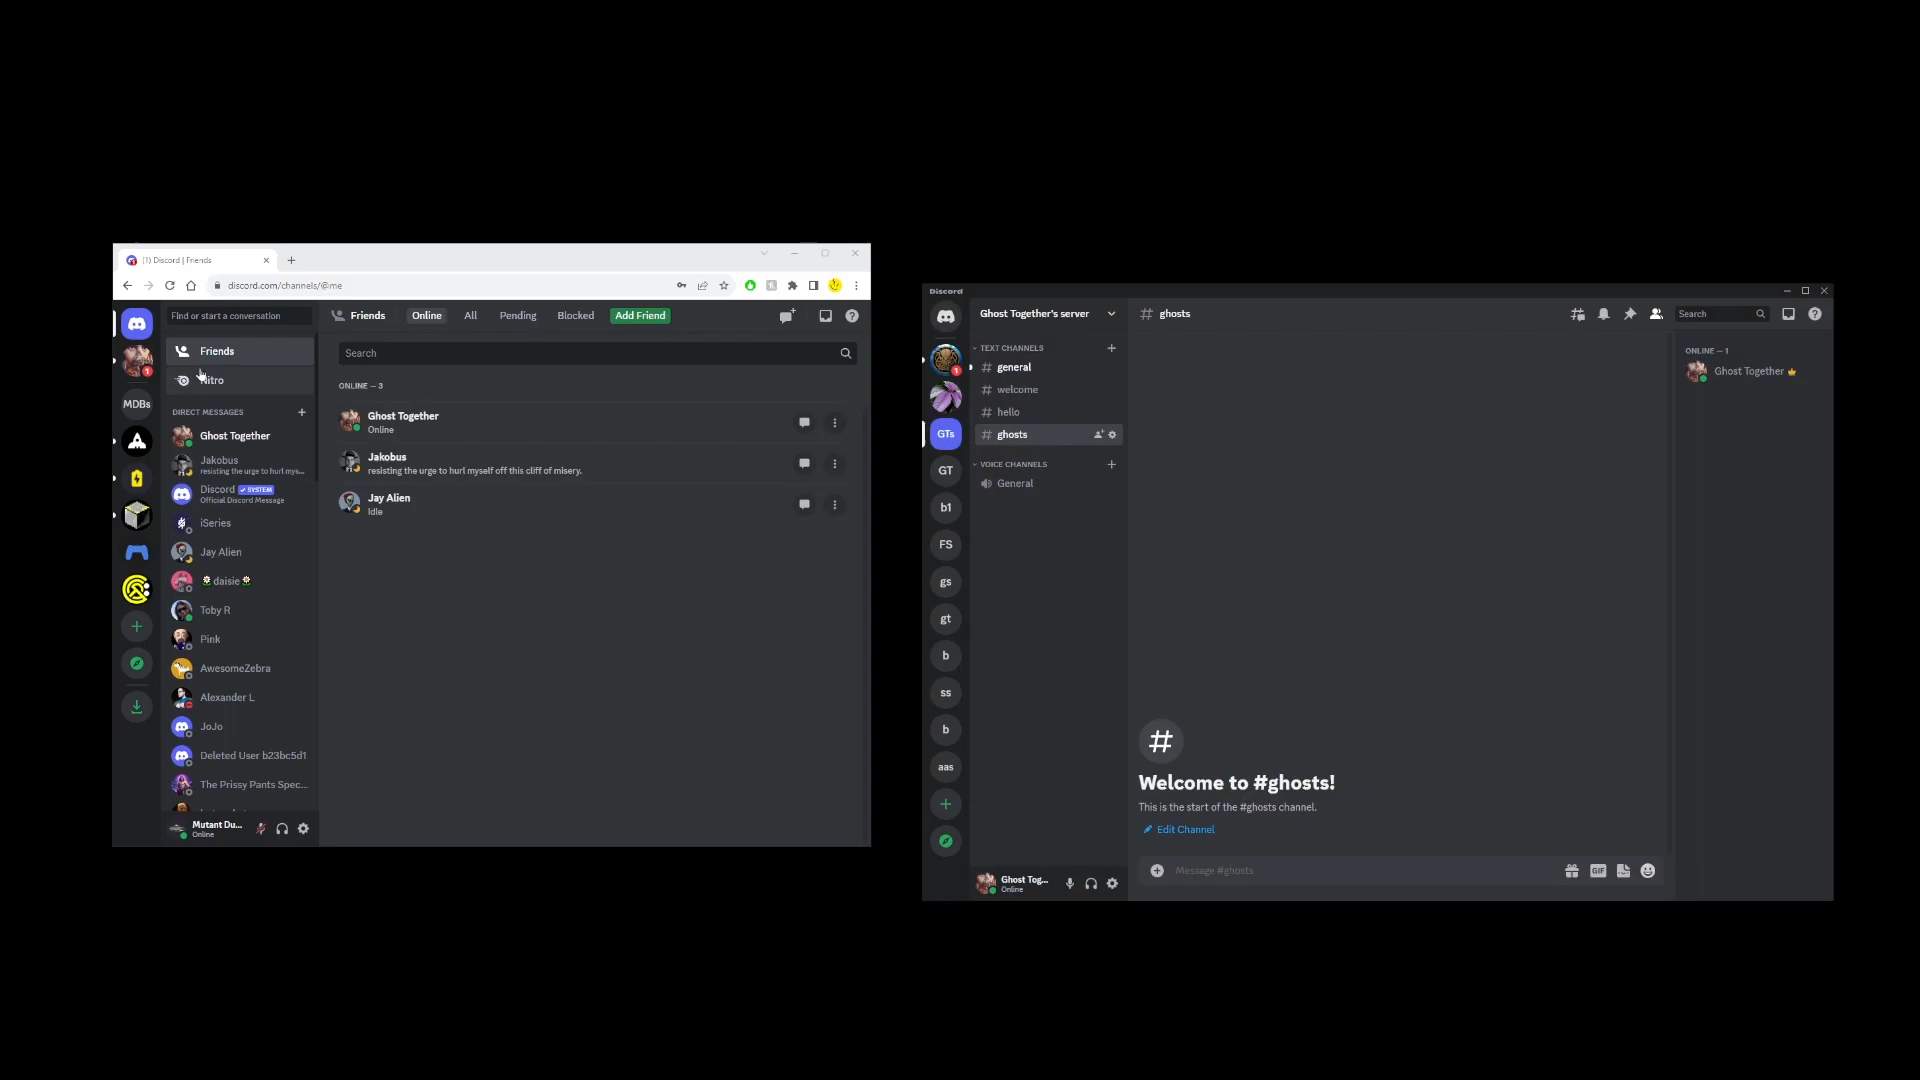 (1) Discord | Friends
discord.com/channels/@me
Find or start a conversation
Friends
Online
All
Pending
Blocked
Add Friend
1
MDBs
Friends
Nitro
DIRECT MESSAGES
Ghost Together
Jakobus
resisting the urge to hurl mys...
Discord ✓ SYSTEM
Official Discord Message
iSeries
Jay Alien
daisie
Toby R
Pink
AwesomeZebra
Alexander L
JoJo
Deleted User b23bc5d1
The Prissy Pants Spec...
Mutant Du...
Online
Search
ONLINE — 3
Ghost Together
Online
Jakobus
resisting the urge to hurl myself off this cliff of misery.
Jay Alien
Idle
Discord
1
GTs
GT
b1
FS
gs
gt
b
ss
b
aas
Ghost Together's server
# ghosts
Search
TEXT CHANNELS
# general
# welcome
# hello
# ghosts
VOICE CHANNELS
General
Ghost Tog...
Online
#
Welcome to #ghosts!
This is the start of the #ghosts channel.
Edit Channel
Message #ghosts
GIF
ONLINE — 1
Ghost Together